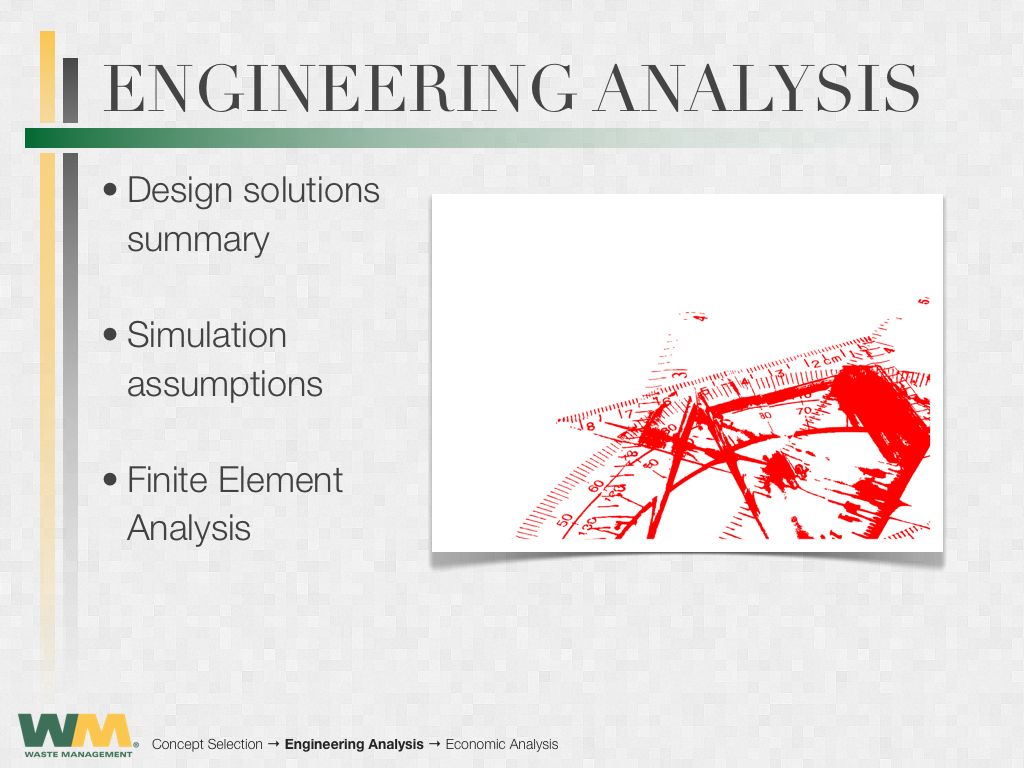 ENGINEERING ANALYSIS
• Design solutions
summary
• Simulation
assumptions
• Finite Element
Analysis
WM®
WASTE MANAGEMENT
Concept Selection → Engineering Analysis → Economic Analysis